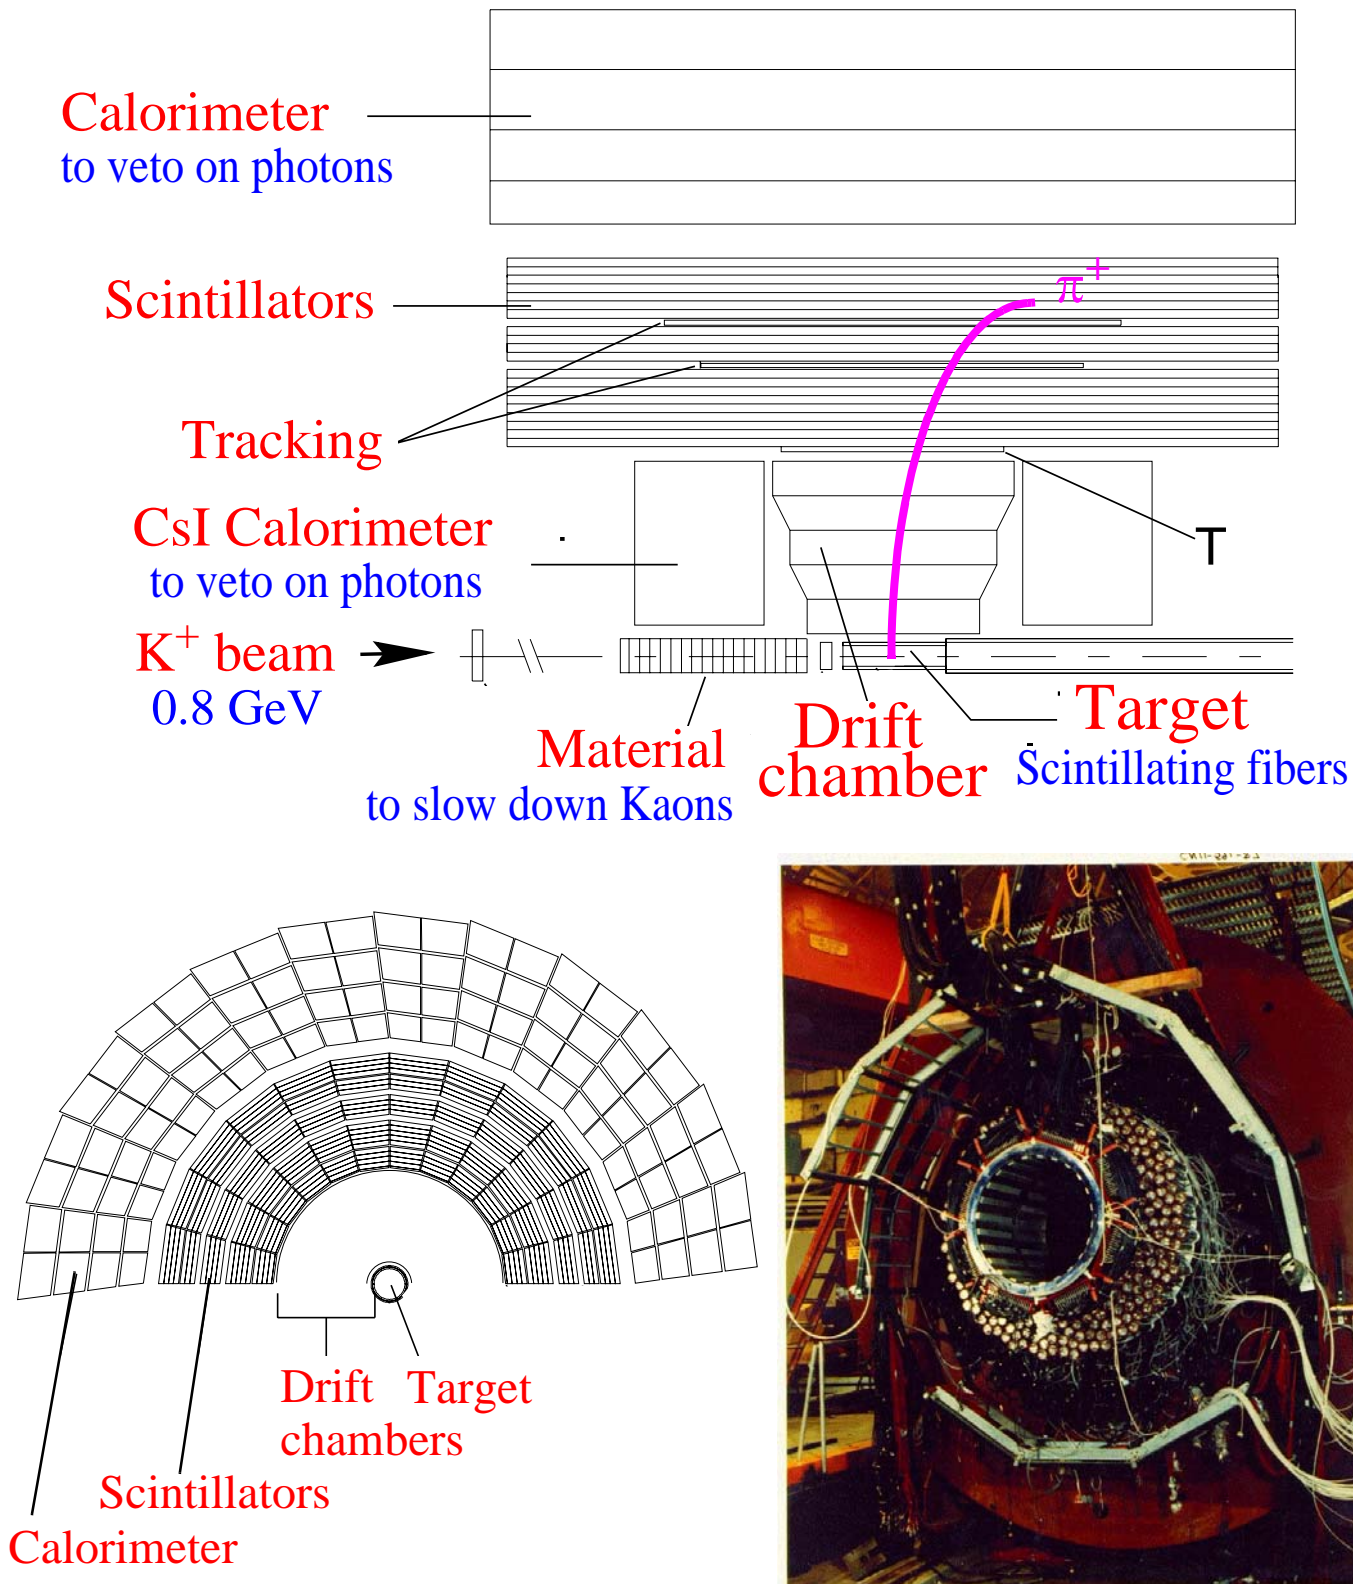 Calorimeter
to veto on photons
Scintillators
π+
Tracking
CsI Calorimeter
to veto on photons
T
K+ beam
0.8 GeV
Material
to slow down Kaons
Drift
chamber
Target
Scintillating fibers
Drift
chambers
Target
Scintillators
Calorimeter